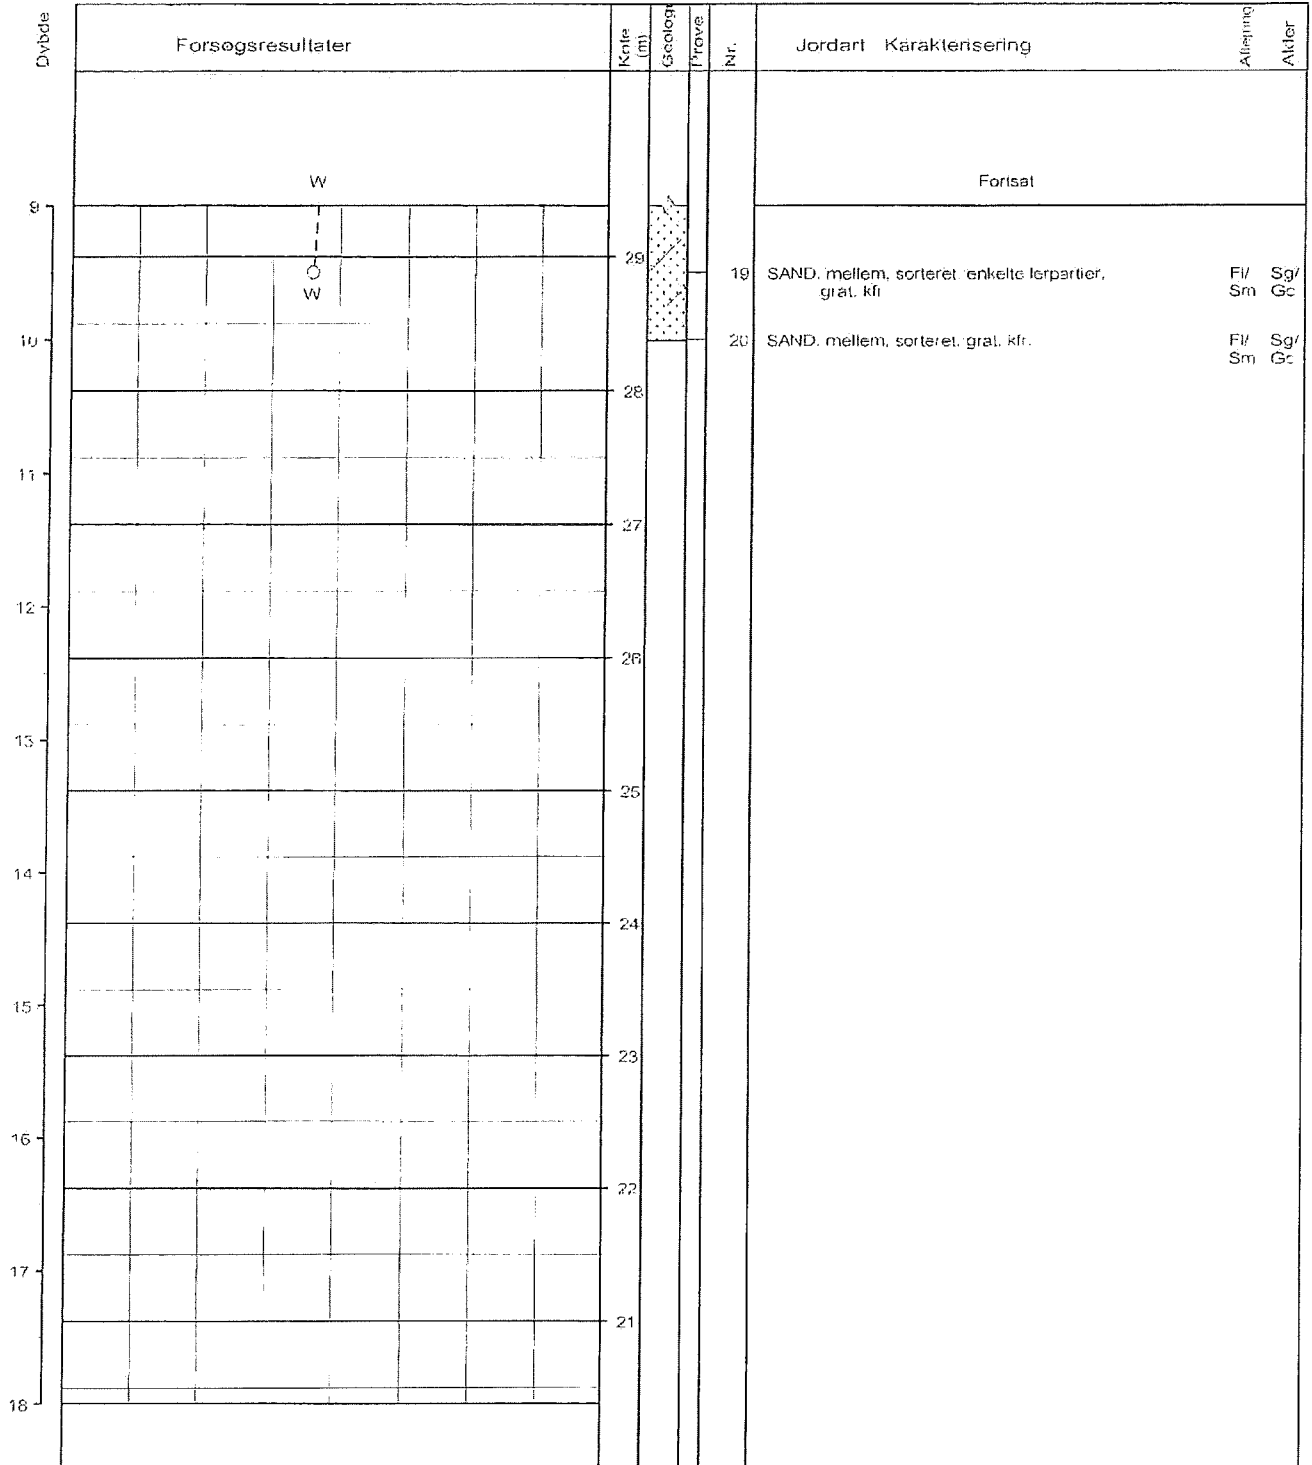 Dybde
Forsøgsresultater
Kote (m)
Geologi
Prøve
Nr.
Jordart Karakterisering
Aflejring
Alder
W
Fortsat
9
29
W
19 SAND, mellem, sorteret, enkelte lerpartier, Fl/ Sg/
gråt, kfr. Sm Gc
10
20 SAND, mellem, sorteret, gråt, kfr. Fl/ Sg/
Sm Gc
28
11
27
12
26
13
25
14
24
15
23
16
22
17
21
18